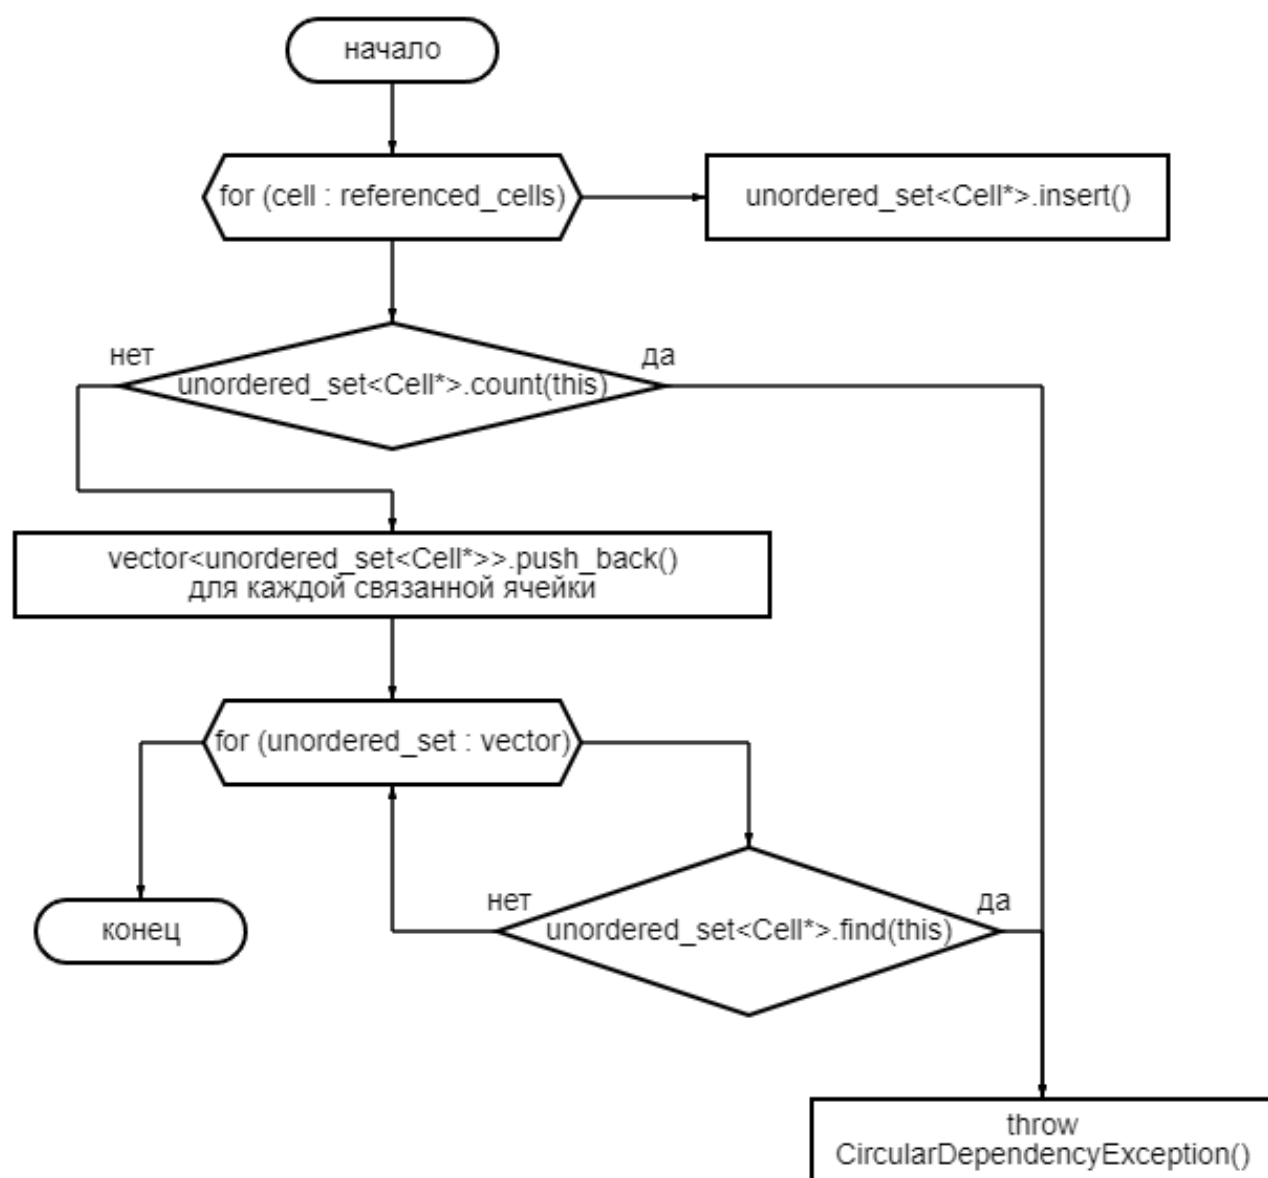 начало
for (cell : referenced_cells)
unordered_set<Cell*>.insert()
нет
да
unordered_set<Cell*>.count(this)
vector<unordered_set<Cell*>>.push_back()
для каждой связанной ячейки
for (unordered_set : vector)
нет
да
конец
unordered_set<Cell*>.find(this)
throw
CircularDependencyException()